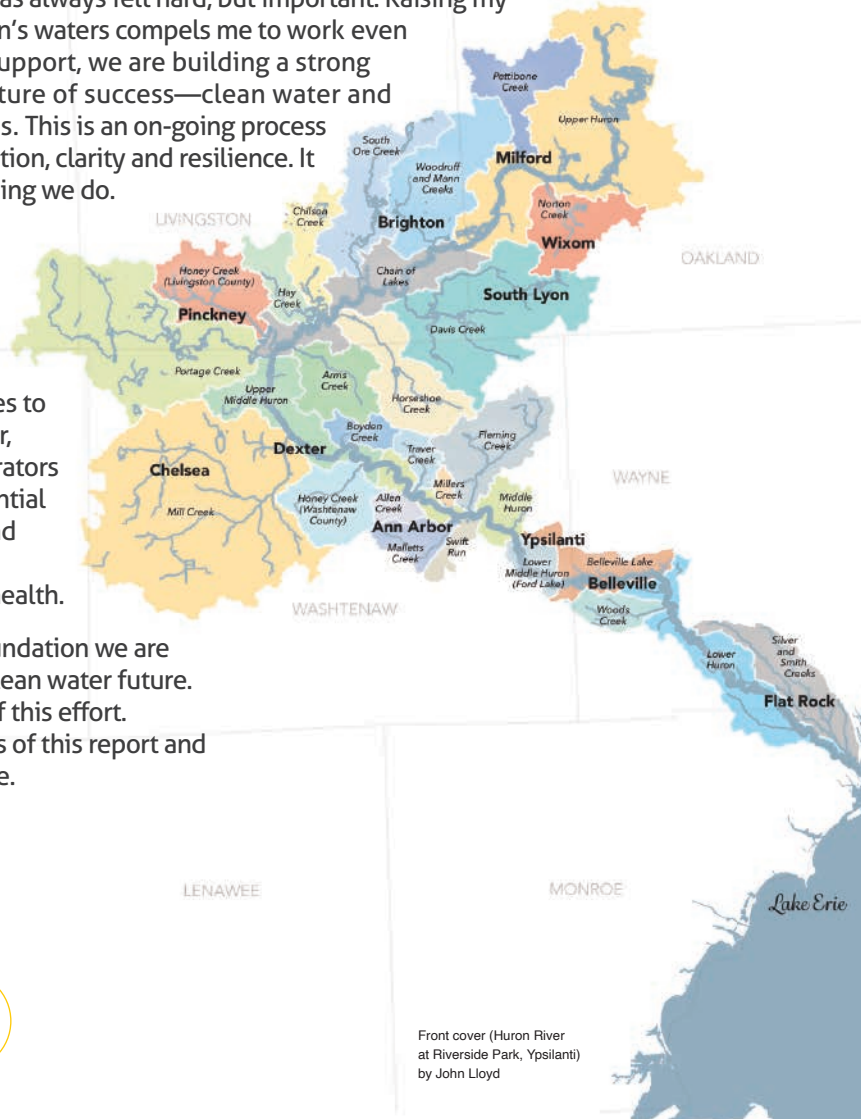 as always felt hard, but important. Raising my
n's waters compels me to work even
upport, we are building a strong
ture of success—clean water and
s. This is an on-going process
tion, clarity and resilience. It
ing we do.
es to
r,
rators
ntial
d
ealth.
undation we are
lean water future.
f this effort.
s of this report and
e.
Pettibone
Creek
Upper Huron
South
Ore Creek
Woodruff
and Mann
Creeks
Milford
Norton
Creek
Chilson
Creek
Brighton
LIVINGSTON
Wixom
OAKLAND
Honey Creek
(Livingston County)
Hay
Creek
Chain of
Lakes
South Lyon
Pinckney
Davis Creek
Portage Creek
Upper
Middle Huron
Arms
Creek
Horseshoe
Creek
Boyden
Creek
Traver
Creek
Fleming
Creek
Dexter
Chelsea
WAYNE
Mill Creek
Honey Creek
(Washtenaw
County)
Allen
Creek
Millers
Creek
Middle
Huron
Ann Arbor
Malletts
Creek
Swift
Run
Ypsilanti
Lower
Middle Huron
(Ford Lake)
Belleville Lake
Belleville
Woods
Creek
WASHTENAW
Lower
Huron
Silver
and
Smith
Creeks
Flat Rock
LENAWEE
MONROE
Lake Erie
Front cover (Huron River
at Riverside Park, Ypsilanti)
by John Lloyd